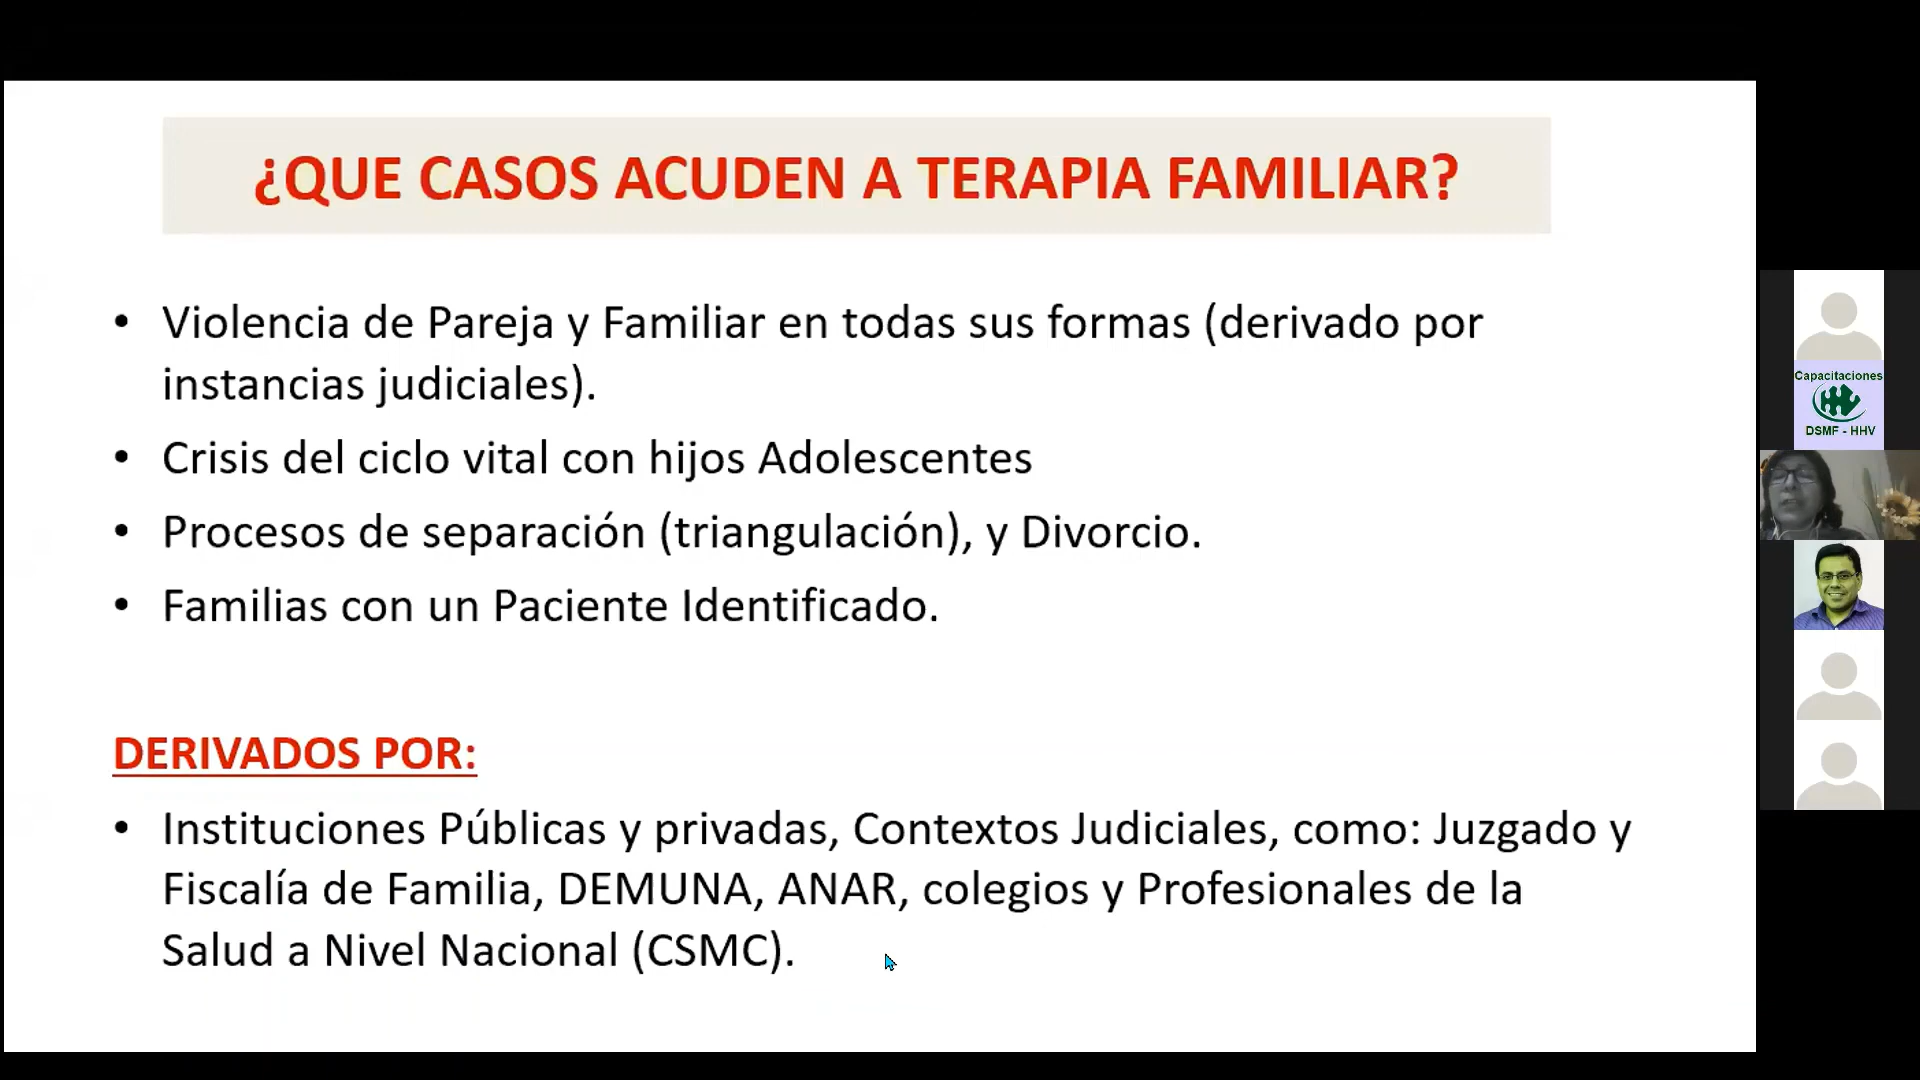 ¿QUE CASOS ACUDEN A TERAPIA FAMILIAR?
• Violencia de Pareja y Familiar en todas sus formas (derivado por
instancias judiciales).
• Crisis del ciclo vital con hijos Adolescentes
• Procesos de separación (triangulación), y Divorcio.
• Familias con un Paciente Identificado.
DERIVADOS POR:
• Instituciones Públicas y privadas, Contextos Judiciales, como: Juzgado y
Fiscalía de Familia, DEMUNA, ANAR, colegios y Profesionales de la
Salud a Nivel Nacional (CSMC).
Capacitaciones
DSMF - HHV